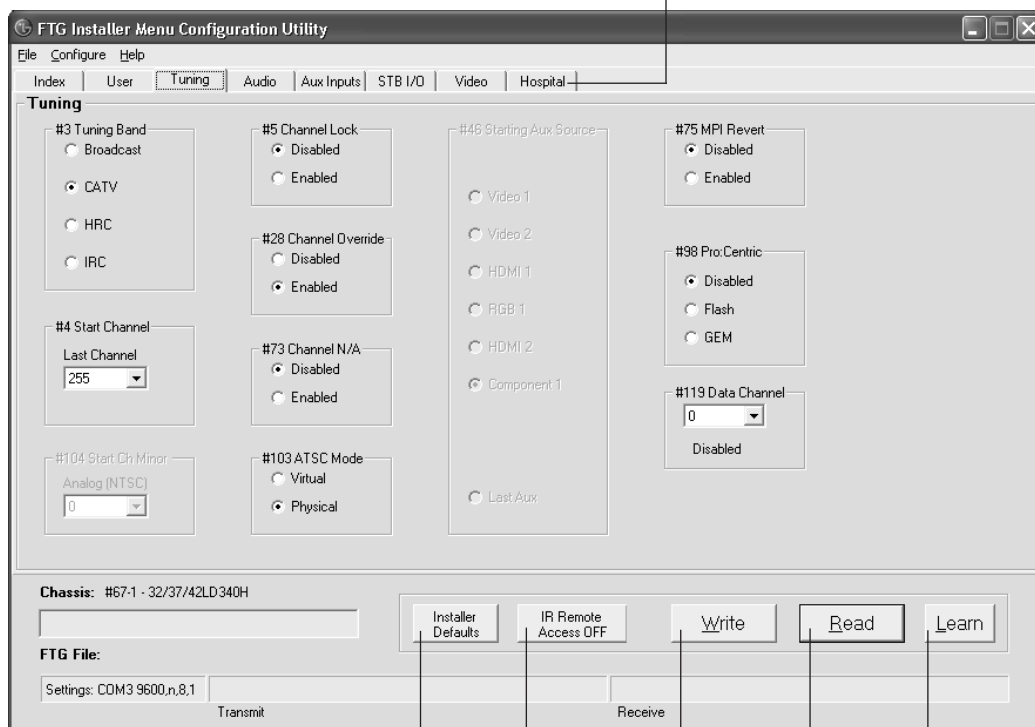 FTG Installer Menu Configuration Utility
File Configure Help
Index User Tuning Audio Aux Inputs STB I/O Video Hospital
Tuning
#3 Tuning Band
Broadcast
CATV
HRC
IRC
#4 Start Channel
Last Channel
255
#104 Start Ch Minor
Analog (NTSC)
0
#5 Channel Lock
Disabled
Enabled
#28 Channel Override
Disabled
Enabled
#73 Channel N/A
Disabled
Enabled
#103 ATSC Mode
Virtual
Physical
#46 Starting Aux Source
Video 1
Video 2
HDMI 1
RGB 1
HDMI 2
Component 1
Last Aux
#75 MPI Revert
Disabled
Enabled
#98 Pro:Centric
Disabled
Flash
GEM
#119 Data Channel
0
Disabled
Chassis: #67-1 - 32/37/42LD340H
Installer
Defaults
IR Remote
Access OFF
Write
Read
Learn
FTG File:
Settings: COM3 9600,n,8,1
Transmit
Receive